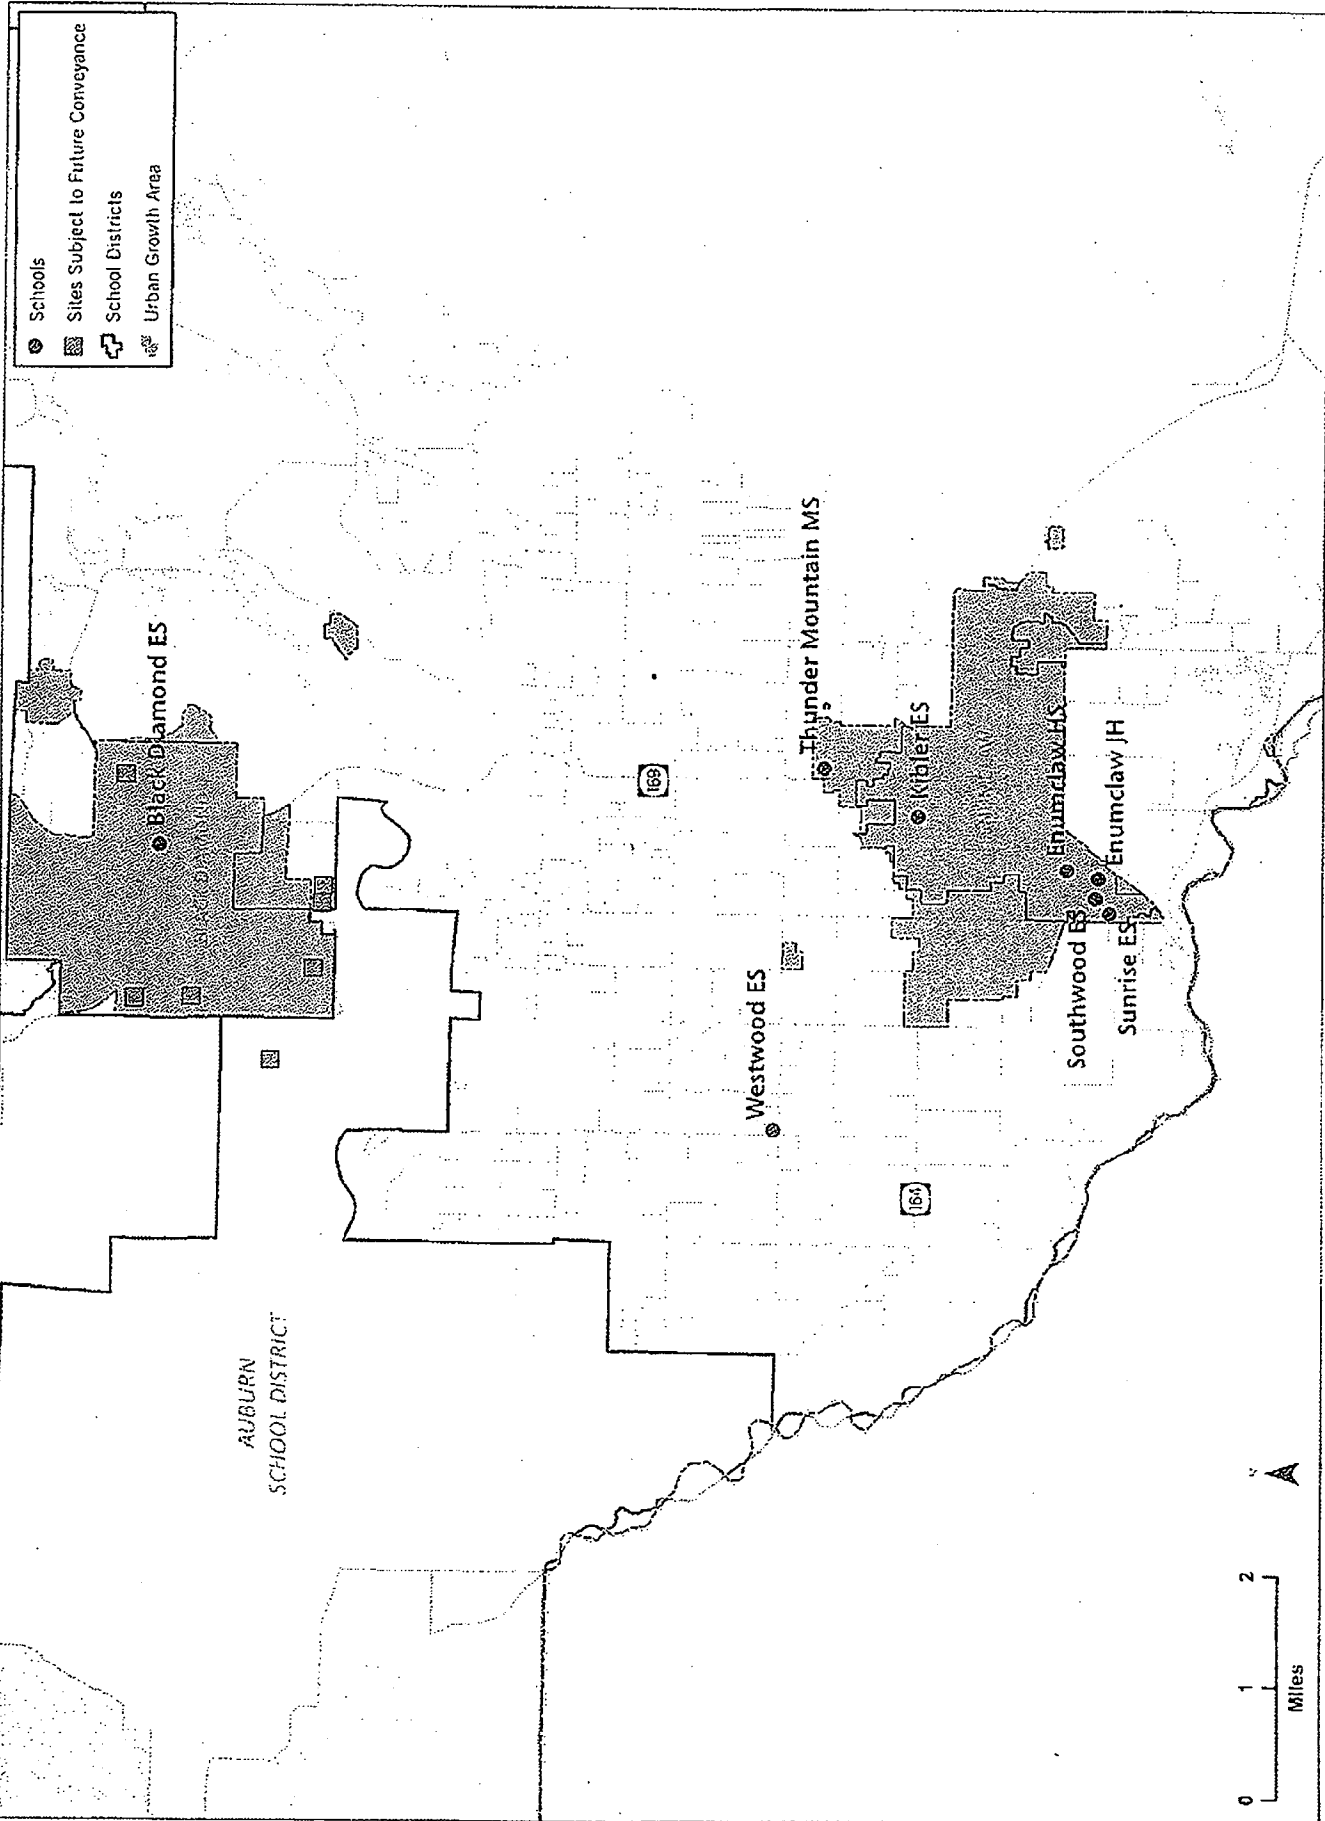 Schools
Sites Subject to Future Conveyance
School Districts
Urban Growth Area
Black Diamond ES
AUBURN
SCHOOL DISTRICT
169
Thunder Mountain MS
Westwood ES
Kibler ES
164
Enumclaw HS
Enumclaw JH
Southwood ES
Sunrise ES
0 1 2
Miles